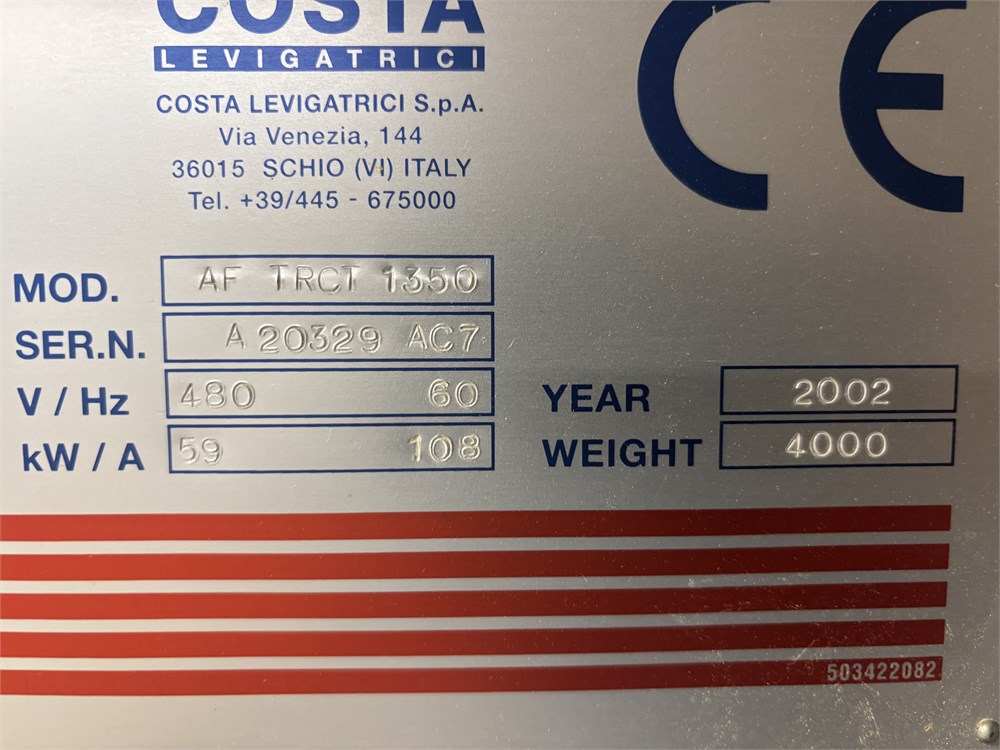 COSTA
LEVIGATRICI
CE
COSTA LEVIGATRICI S.p.A.
Via Venezia, 144
36015 SCHIO (VI) ITALY
Tel. +39/445 - 675000
MOD. AF TRCT 1350
SER.N. A 20329 AC7
V / Hz 480 60 YEAR 2002
kW / A 59 108 WEIGHT 4000
503422082